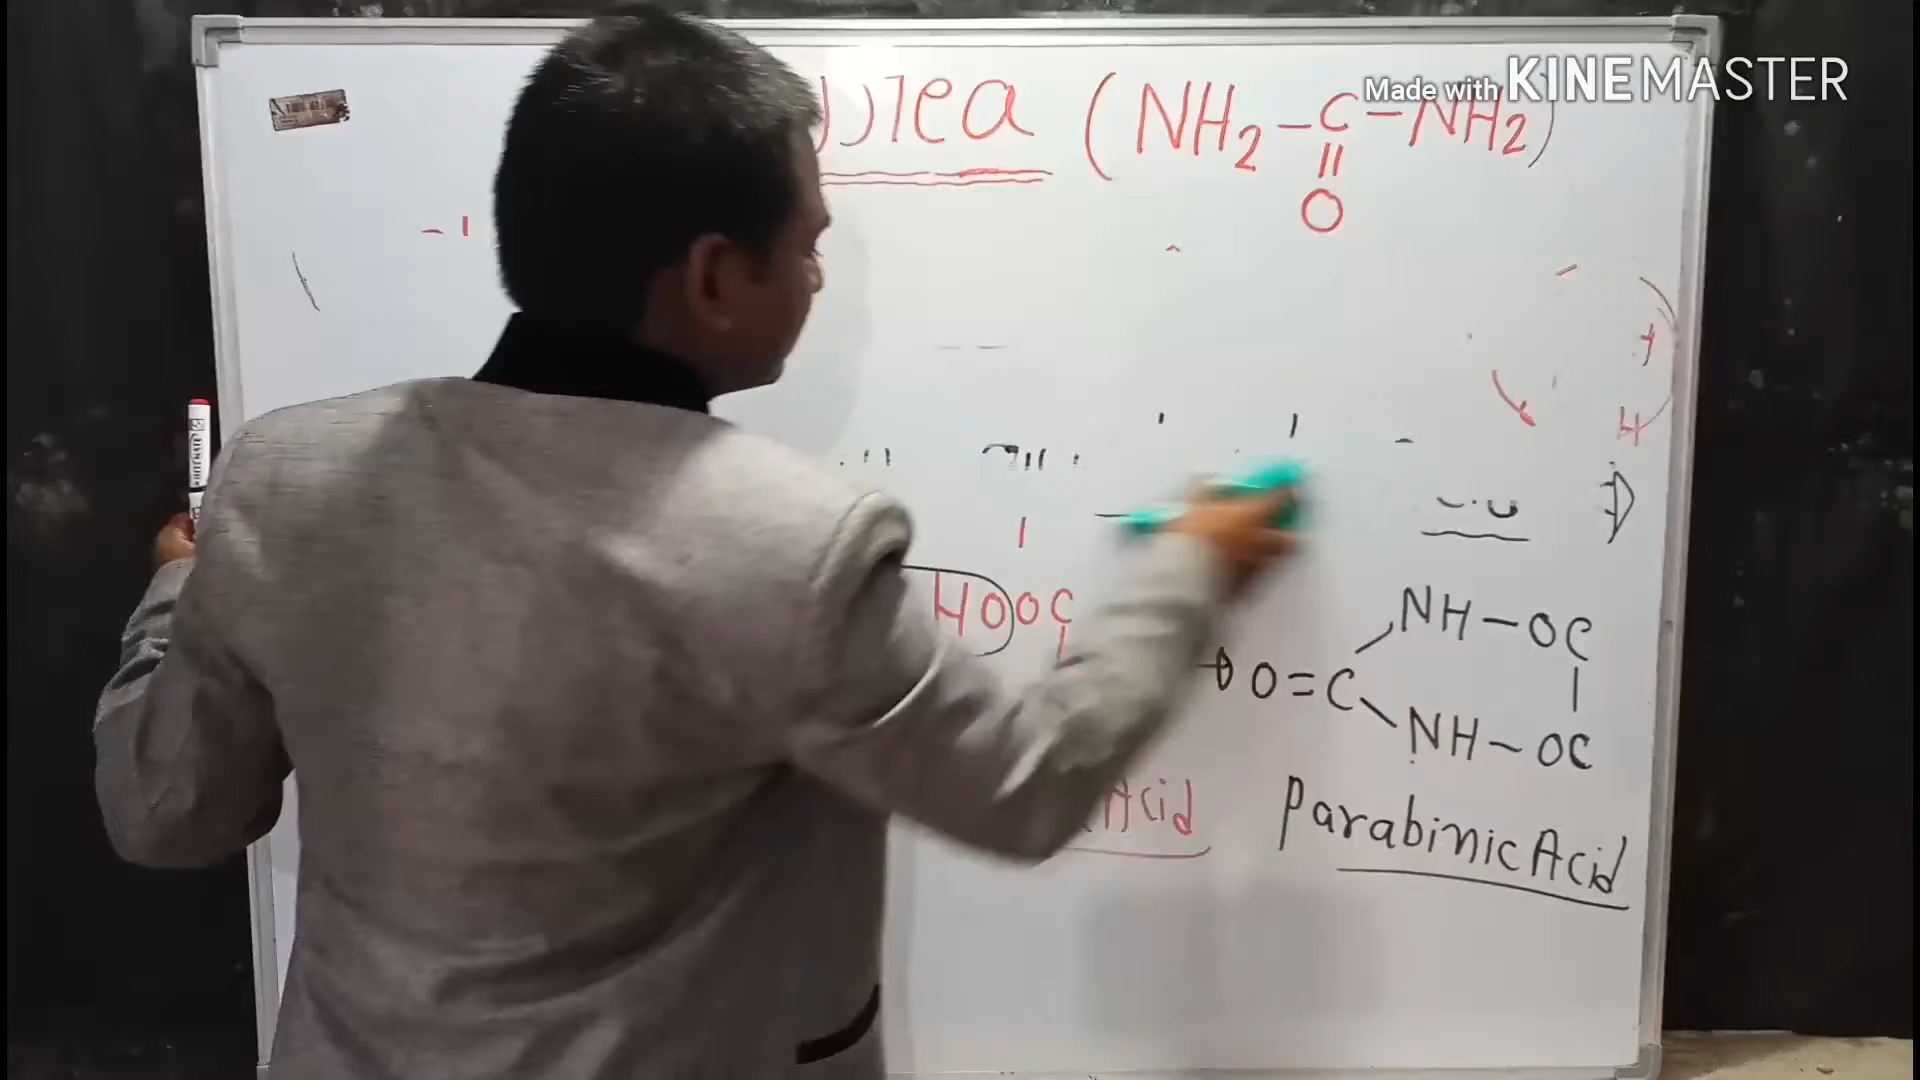 Made with KINEMASTER
Urea (NH2-C-NH2)
||
O
HOOC
|
NH-OC
O=C |
NH-OC
Acid
Parabinic Acid